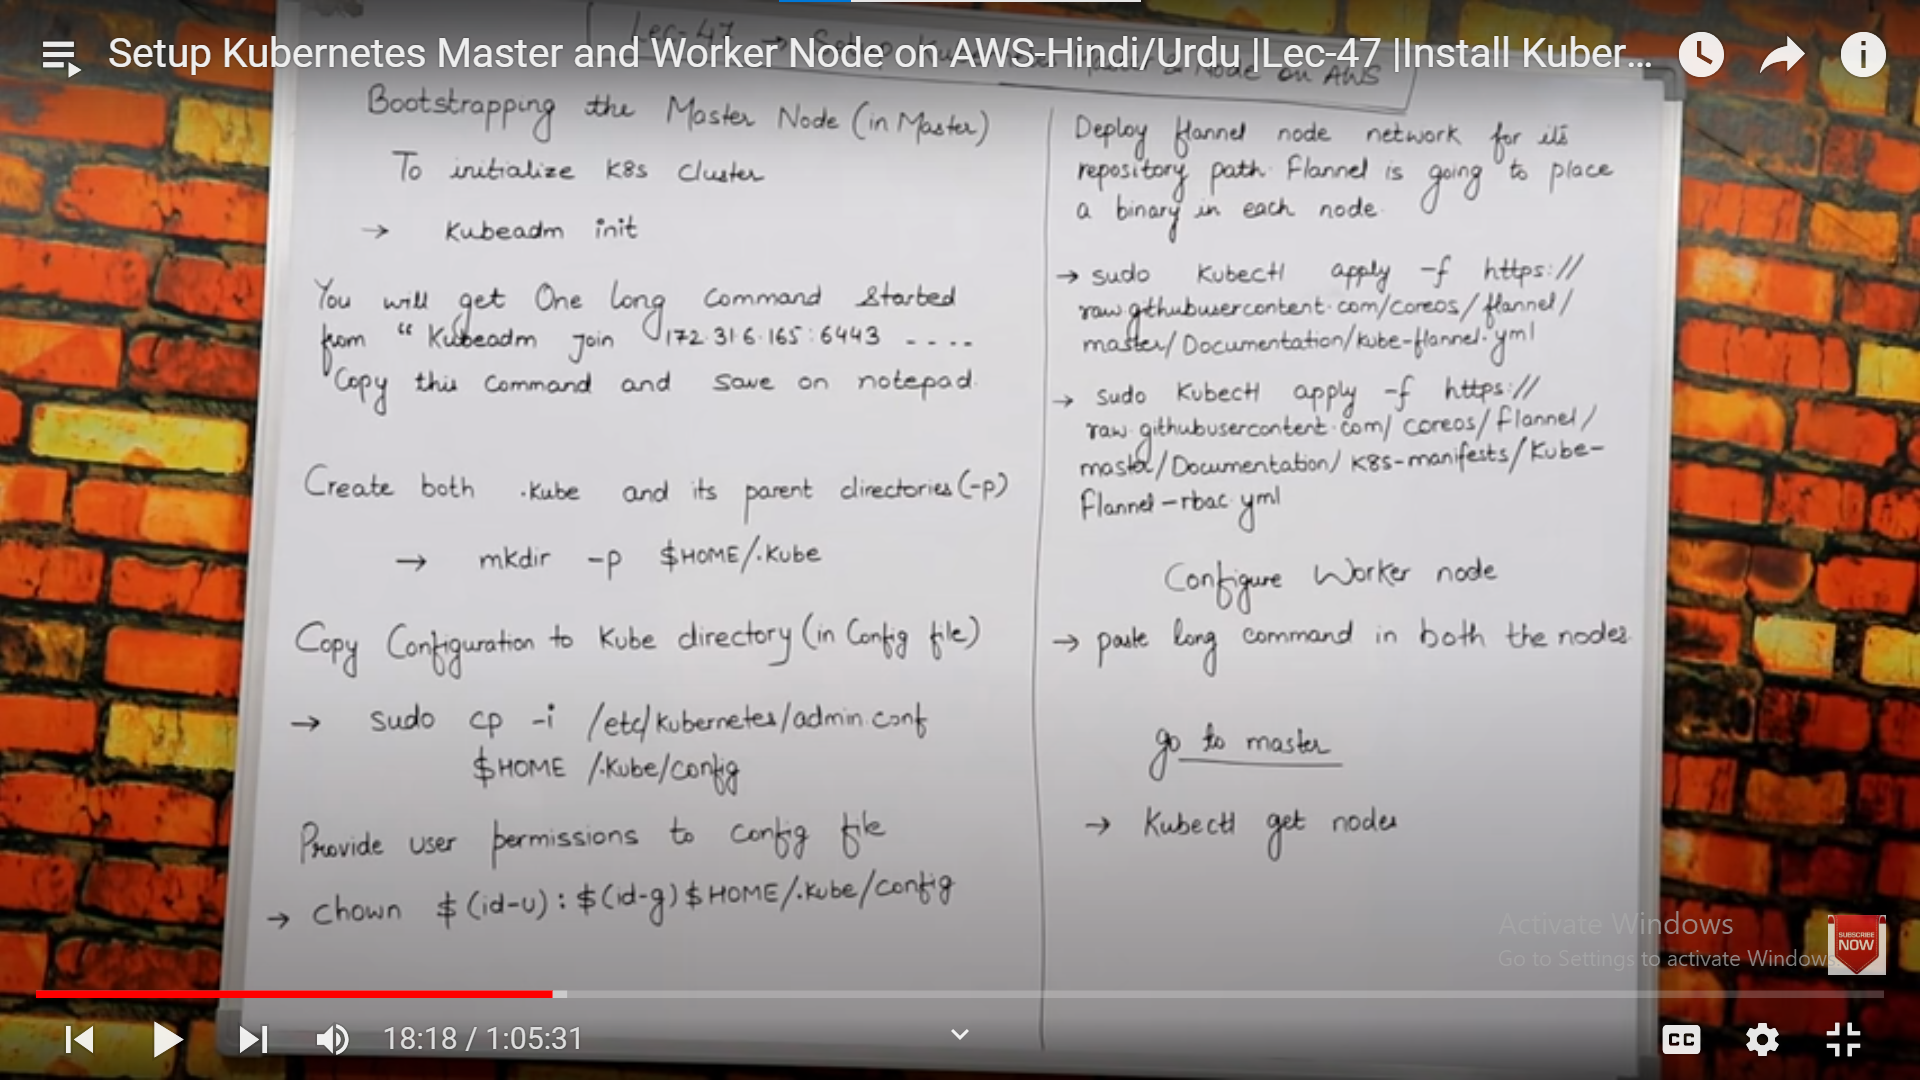 Setup Kubernetes Master and Worker Node on AWS-Hindi/Urdu |Lec-47 |Install Kuber...
Lec-47
Node on AWS
Bootstrapping the Master Node (in Master)
To initialize K8s Cluster
→ Kubeadm init
You will get One long Command Started
from “Kubeadm join 172.31.6.165:6443 ----
Copy this Command and Save on notepad.
Create both .Kube and its parent directories (-p)
→ mkdir -p $HOME/.Kube
Copy Configuration to Kube directory (in Config file)
→ Sudo cp -i /etc/kubernetes/admin.conf
$HOME /.Kube/config
Provide user permissions to Config file
→ Chown $(id-u):$(id-g) $HOME/.Kube/config
Deploy flannel node network for its
repository path. Flannel is going to place
a binary in each node.
→ sudo Kubectl apply -f https://
raw.githubusercontent.com/coreos/flannel/
master/Documentation/kube-flannel.yml
→ Sudo Kubectl apply -f https://
raw.githubusercontent.com/coreos/flannel/
master/Documentation/K8s-manifests/Kube-
flannel-rbac.yml
Configure Worker node
→ paste long command in both the nodes.
go to master
→ Kubectl get nodes
Activate Windows
Go to Settings to activate Windows
SUBSCRIBE
NOW
18:18 / 1:05:31
CC